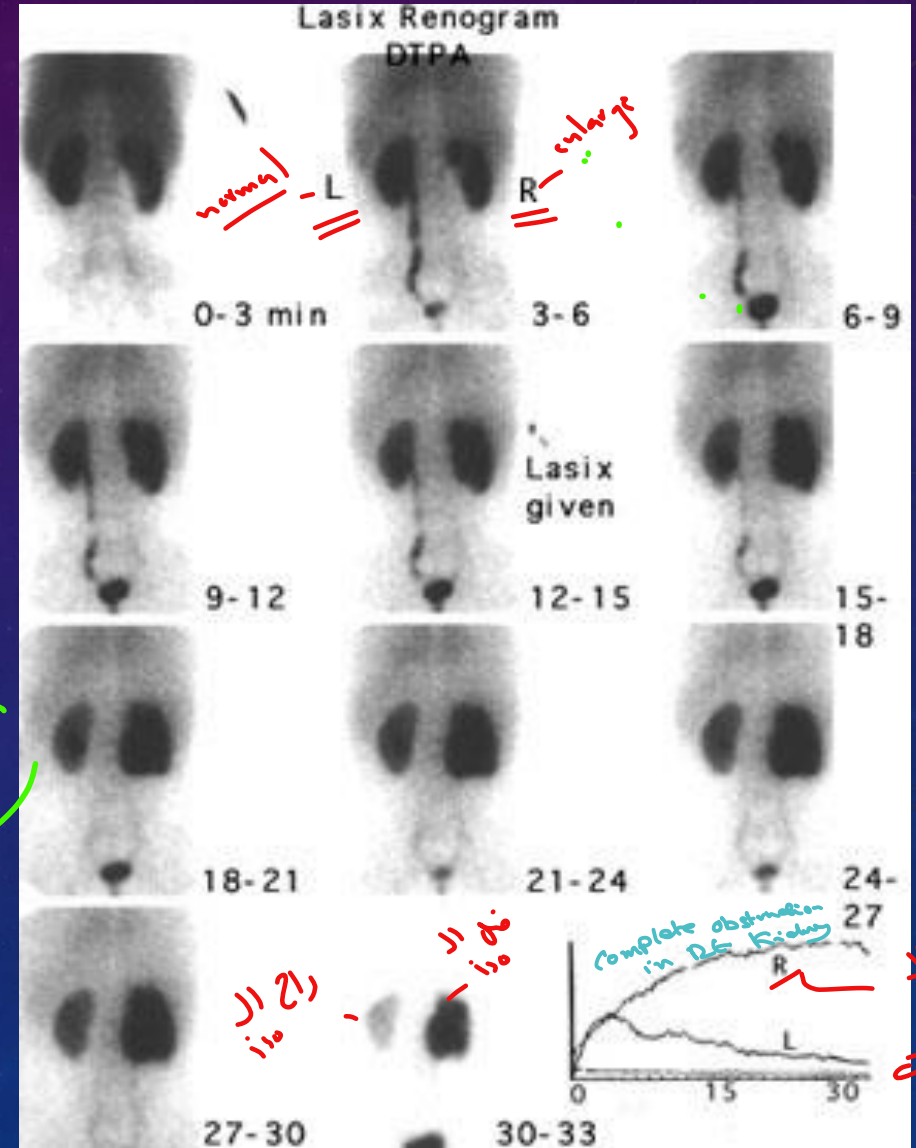 Lasix Renogram
DTPA
normal
L
R
enlarge
0-3 min
3-6
6-9
Lasix
given
9-12
12-15
15-
18
18-21
21-24
24-
27
complete obstruction
in Rt Kidney
R
L
0
15
30
27-30
30-33